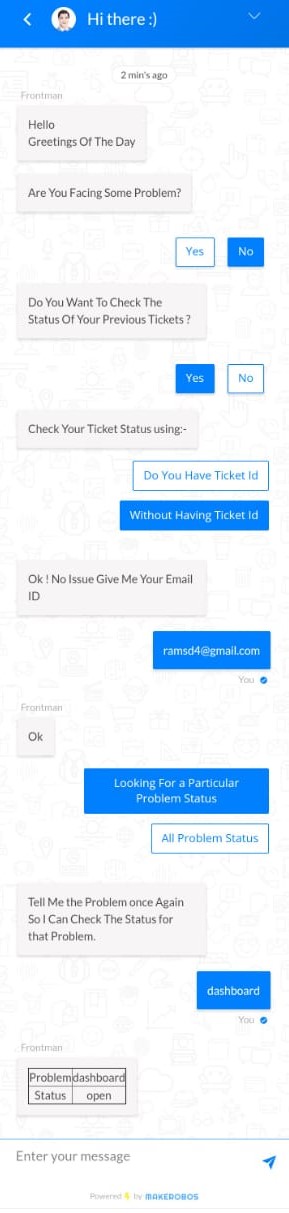 Hi there :)
2 min's ago
Frontman
Hello
Greetings Of The Day
Are You Facing Some Problem?
Yes No
Do You Want To Check The
Status Of Your Previous Tickets ?
Yes No
Check Your Ticket Status using:-
Do You Have Ticket Id
Without Having Ticket Id
Ok ! No Issue Give Me Your Email
ID
ramsd4@gmail.com
You
Frontman
Ok
Looking For a Particular
Problem Status
All Problem Status
Tell Me the Problem once Again
So I Can Check The Status for
that Problem.
dashboard
You
Frontman
Problem dashboard
Status open
Enter your message
Powered by MAKEROBOS